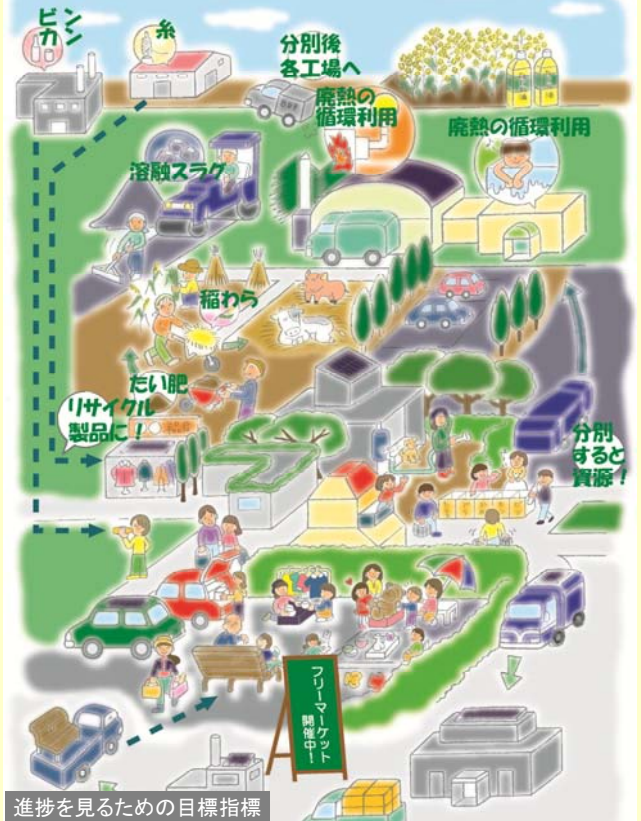 ビン
カン
糸
分別後
各工場へ
廃熱の
循環利用
廃熱の循環利用
溶融スラグ
稲わら
たい肥
リサイクル
製品に！
分別
すると
資源！
フリーマーケット
開催中！
進捗を見るための目標指標